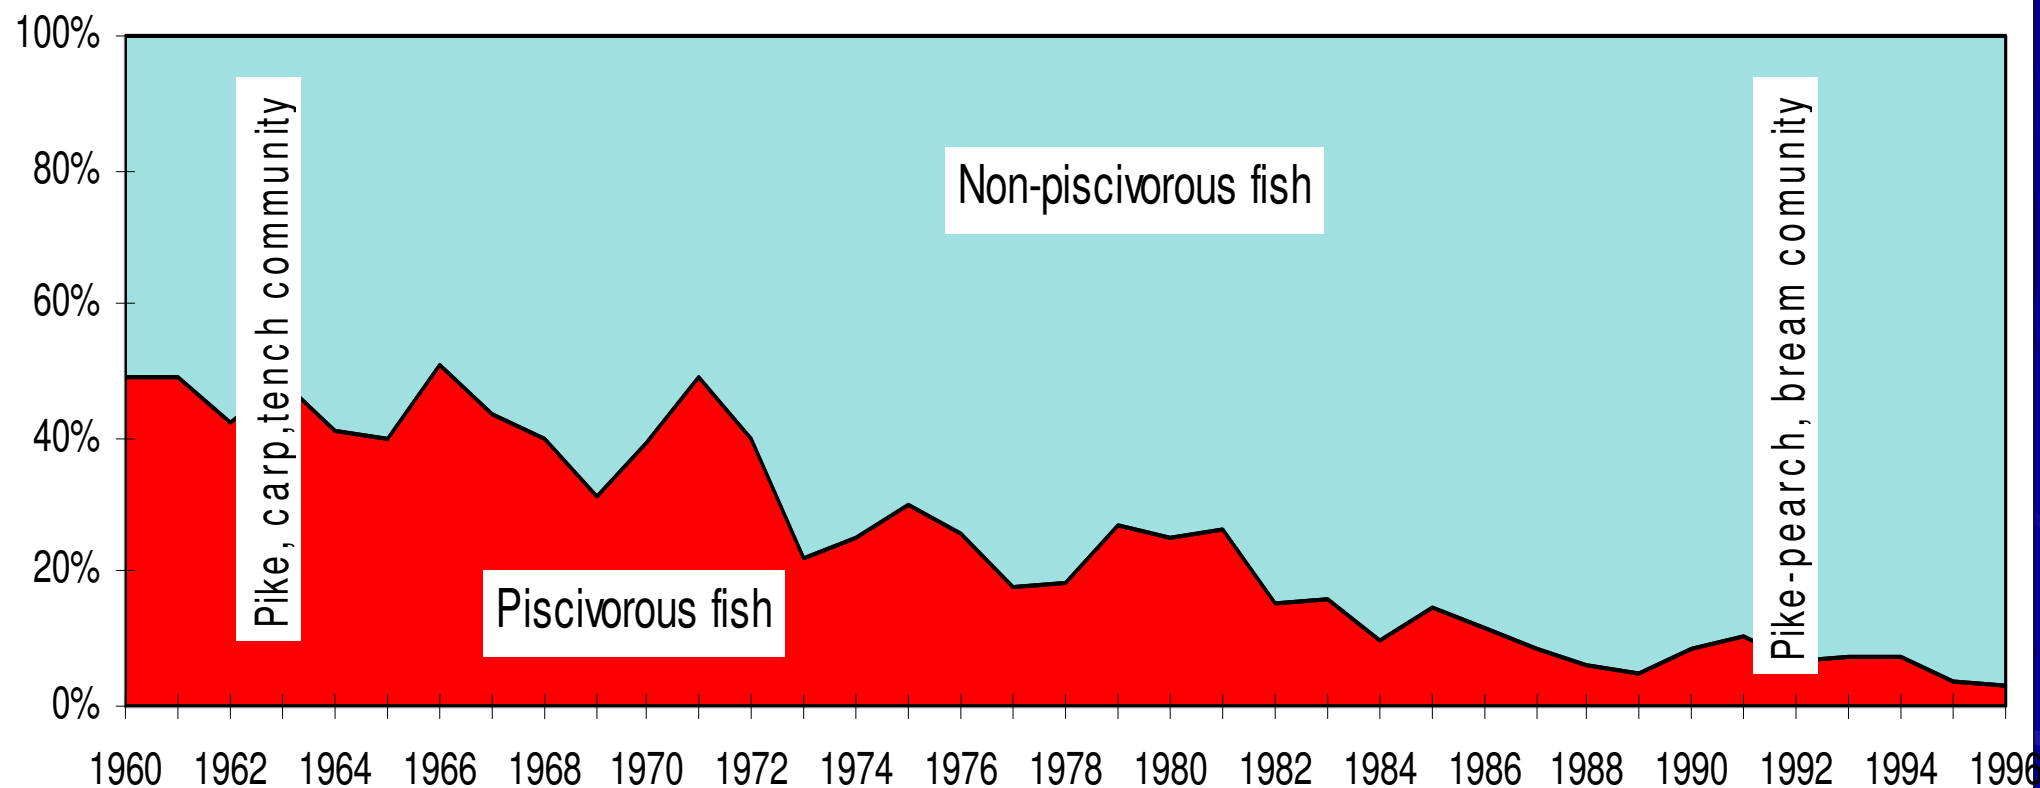 100%
80%
60%
40%
20%
0%
Pike, carp,tench community
Non-piscivorous fish
Piscivorous fish
Pike-pearch, bream comunity
1960 1962 1964 1966 1968 1970 1972 1974 1976 1978 1980 1982 1984 1986 1988 1990 1992 1994 1996